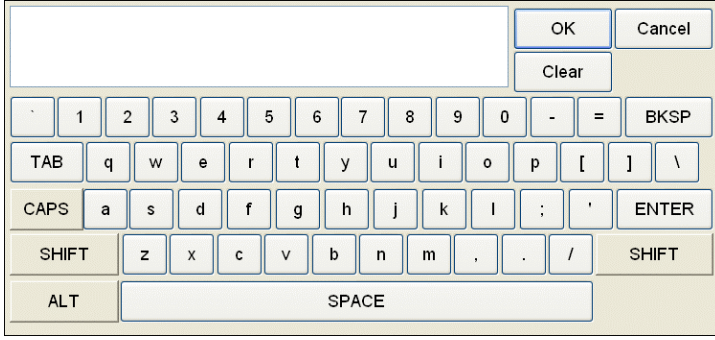 OK Cancel
Clear
` 1 2 3 4 5 6 7 8 9 0 - = BKSP
TAB q w e r t y u i o p [ ] \
CAPS a s d f g h j k l ; ' ENTER
SHIFT z x c v b n m , . / SHIFT
ALT SPACE